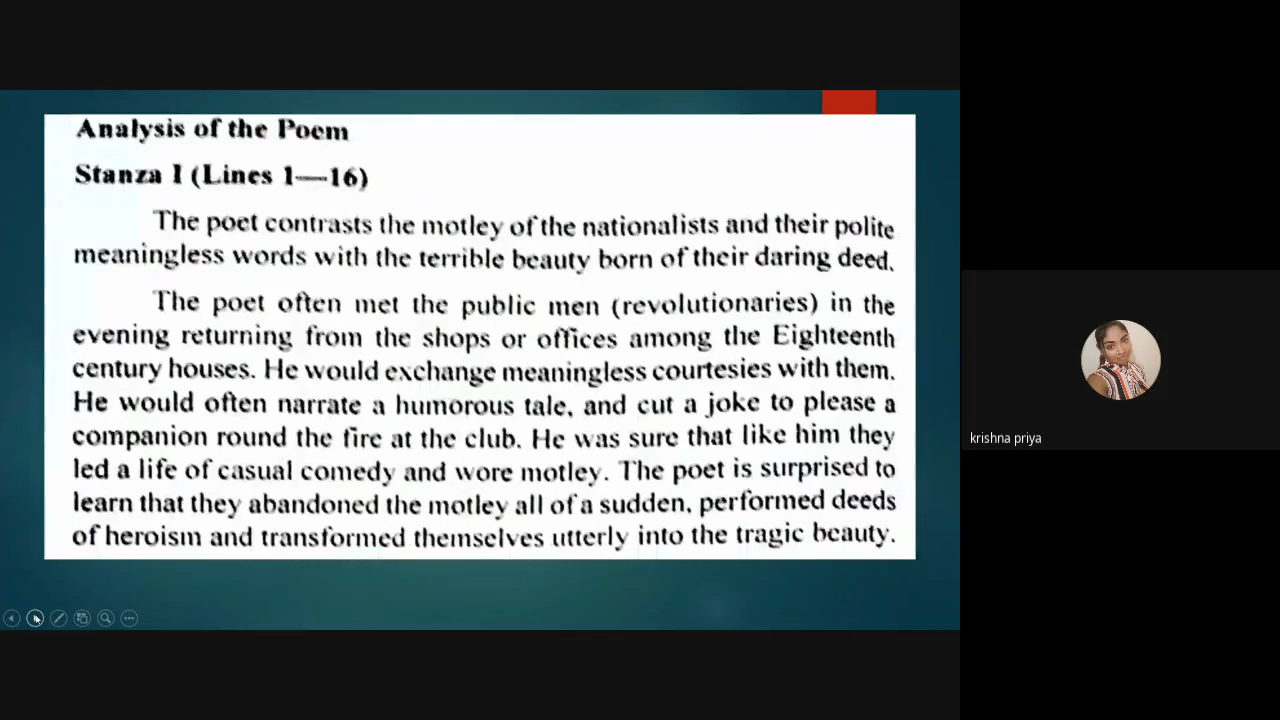 Analysis of the Poem
Stanza I (Lines 1—16)
The poet contrasts the motley of the nationalists and their polite
meaningless words with the terrible beauty born of their daring deed.
The poet often met the public men (revolutionaries) in the
evening returning from the shops or offices among the Eighteenth
century houses. He would exchange meaningless courtesies with them.
He would often narrate a humorous tale, and cut a joke to please a
companion round the fire at the club. He was sure that like him they
led a life of casual comedy and wore motley. The poet is surprised to
learn that they abandoned the motley all of a sudden, performed deeds
of heroism and transformed themselves utterly into the tragic beauty.
krishna priya